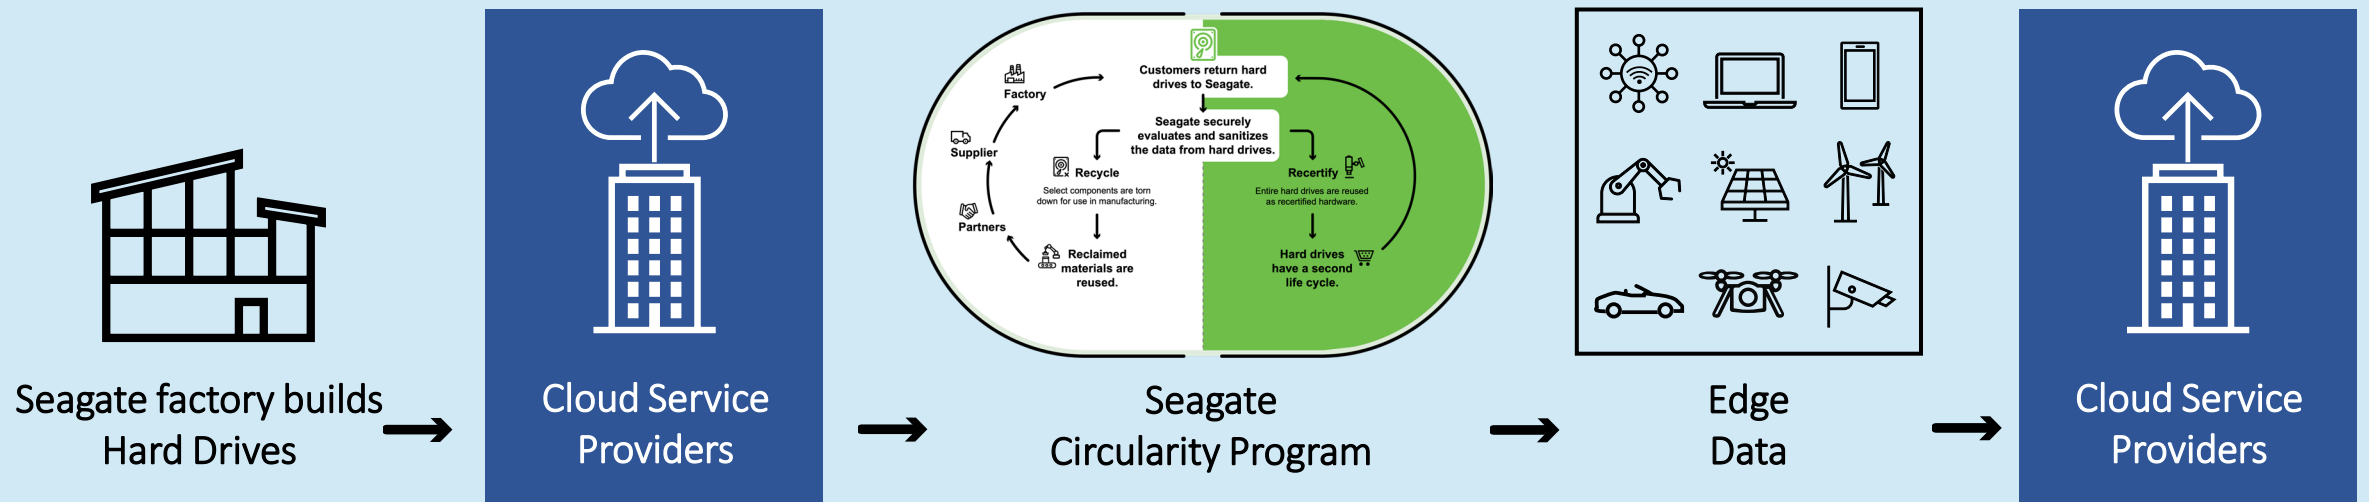 Seagate factory builds
Hard Drives
Cloud Service
Providers
Customers return hard
drives to Seagate.
Seagate securely
evaluates and sanitizes
the data from hard drives.
Recycle
Select components are torn
down for use in manufacturing.
Reclaimed
materials are
reused.
Partners
Supplier
Factory
Recertify
Entire hard drives are reused
as recertified hardware.
Hard drives
have a second
life cycle.
Seagate
Circularity Program
Edge
Data
Cloud Service
Providers